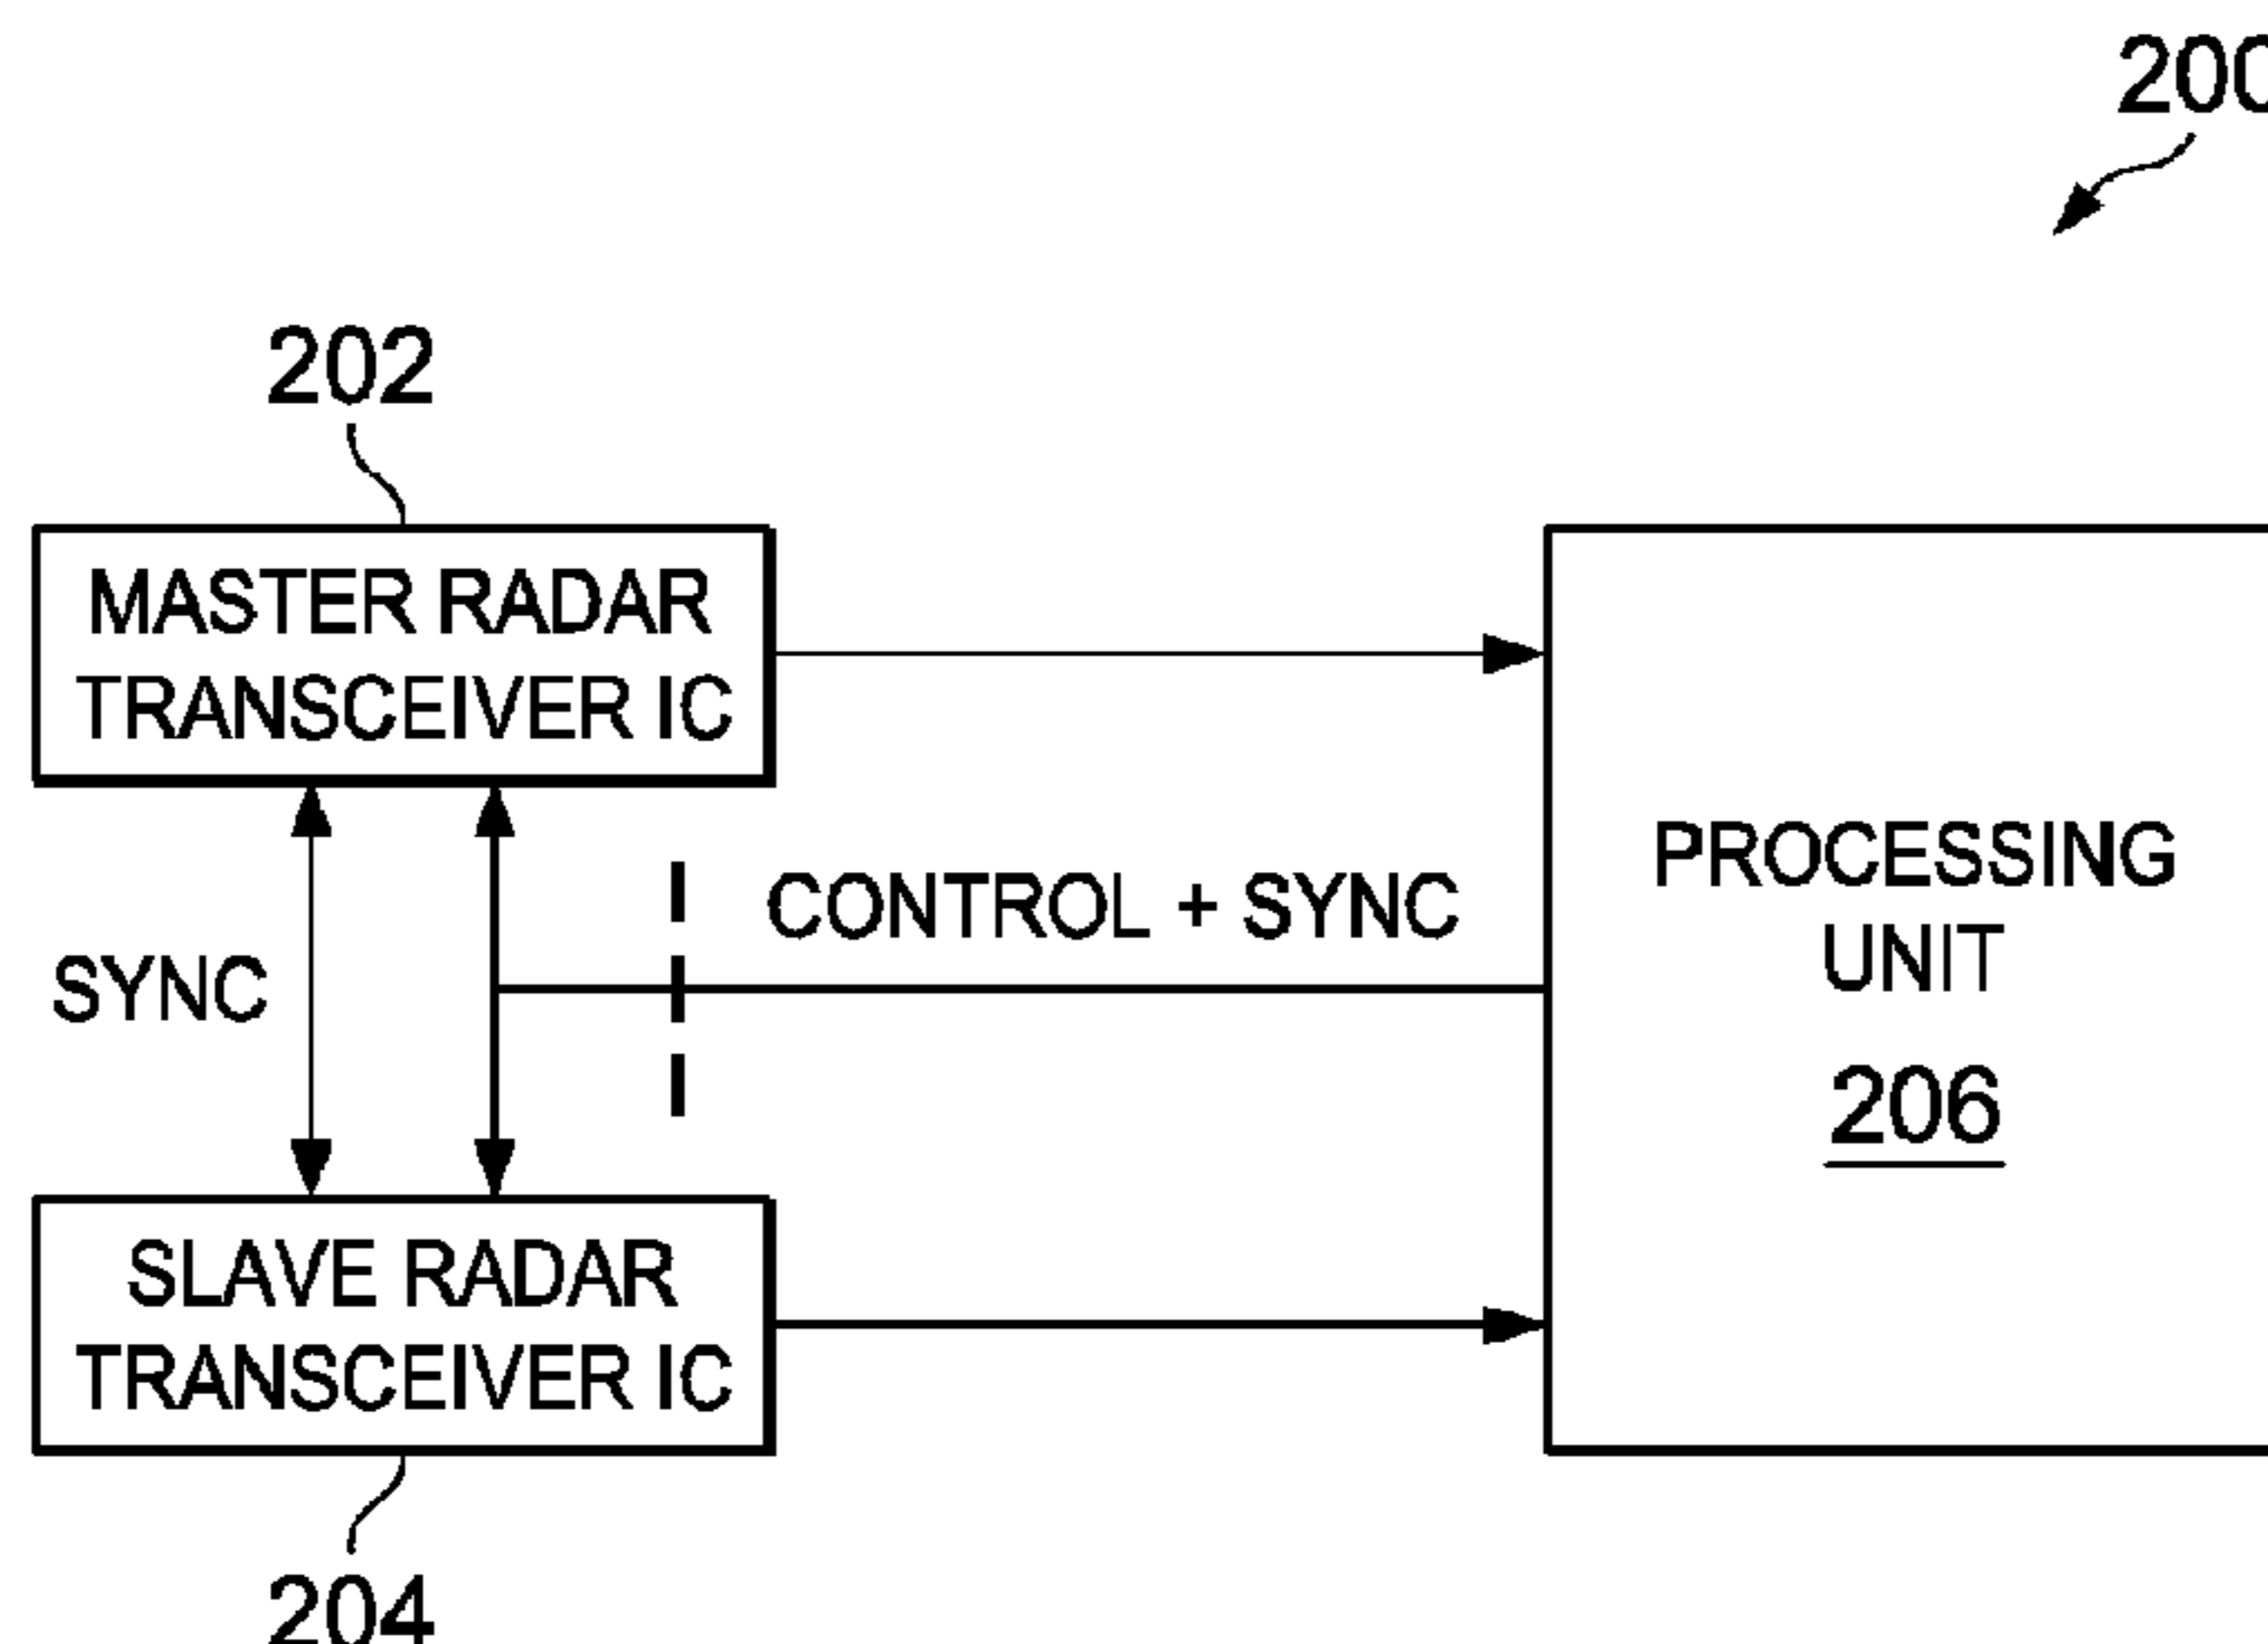 200
202
MASTER RADAR
TRANSCEIVER IC
CONTROL + SYNC
SYNC
PROCESSING
UNIT
206
SLAVE RADAR
TRANSCEIVER IC
204